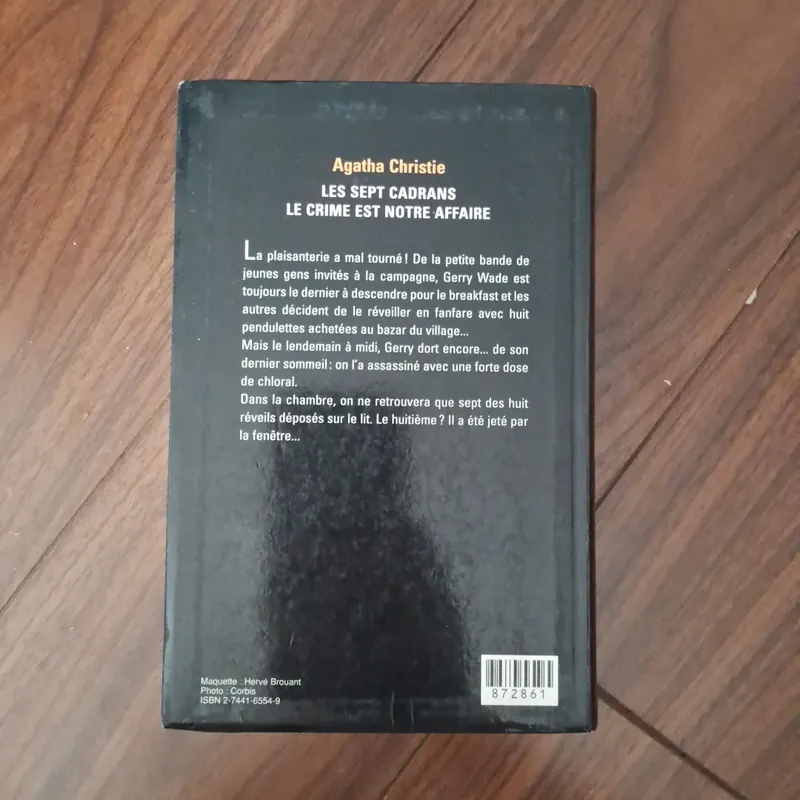 Agatha Christie
LES SEPT CADRANS
LE CRIME EST NOTRE AFFAIRE
La plaisanterie a mal tourné! De la petite bande de
jeunes gens invités à la campagne, Gerry Wade est
toujours le dernier à descendre pour le breakfast et les
autres décident de le réveiller en fanfare avec huit
pendulettes achetées au bazar du village...
Mais le lendemain à midi, Gerry dort encore... de son
dernier sommeil : on l'a assassiné avec une forte dose
de chloral.
Dans la chambre, on ne retrouvera que sept des huit
réveils déposés sur le lit. Le huitième ? Il a été jeté par
la fenêtre...
Maquette : Hervé Brouant
Photo : Corbis
ISBN 2-7441-6554-9
872861